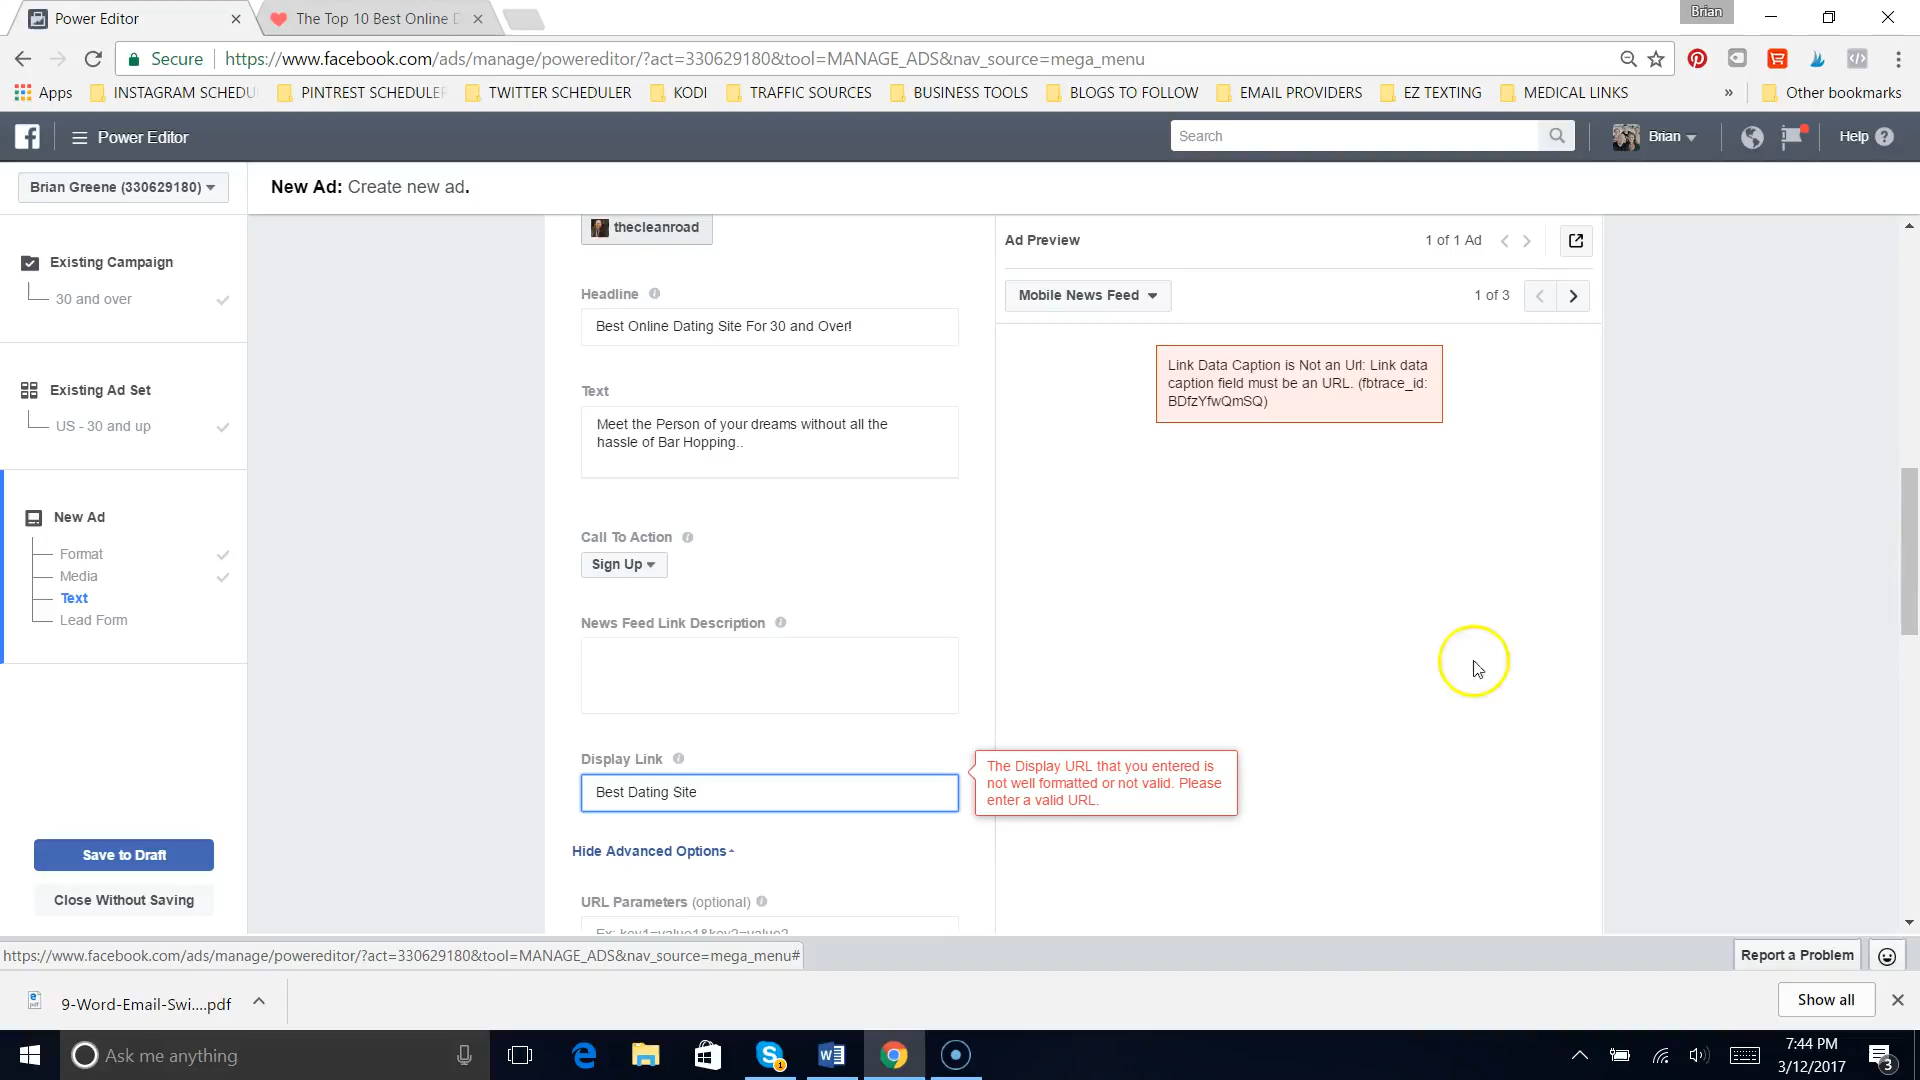 Power Editor
The Top 10 Best Online D
Brian
Secure
https://www.facebook.com/ads/manage/powereditor/?act=330629180&tool=MANAGE_ADS&nav_source=mega_menu
Apps
INSTAGRAM SCHEDU
PINTREST SCHEDULER
TWITTER SCHEDULER
KODI
TRAFFIC SOURCES
BUSINESS TOOLS
BLOGS TO FOLLOW
EMAIL PROVIDERS
EZ TEXTING
MEDICAL LINKS
»
Other bookmarks
Power Editor
Search
Brian
Help ?
Brian Greene (330629180)
New Ad: Create new ad.
Existing Campaign
30 and over
Existing Ad Set
US - 30 and up
New Ad
Format
Media
Text
Lead Form
Save to Draft
Close Without Saving
thecleanroad
Headline
Best Online Dating Site For 30 and Over!
Text
Meet the Person of your dreams without all the
hassle of Bar Hopping..
Call To Action
Sign Up
News Feed Link Description
Display Link
Best Dating Site
The Display URL that you entered is
not well formatted or not valid. Please
enter a valid URL.
Hide Advanced Options
URL Parameters (optional)
Ex: key1=value1&key2=value2
Ad Preview
1 of 1 Ad
Mobile News Feed
1 of 3
Link Data Caption is Not an Url: Link data
caption field must be an URL. (fbtrace_id:
BDfzYfwQmSQ)
https://www.facebook.com/ads/manage/powereditor/?act=330629180&tool=MANAGE_ADS&nav_source=mega_menu#
Report a Problem
9-Word-Email-Swi....pdf
Show all
Ask me anything
7:44 PM
3/12/2017
3